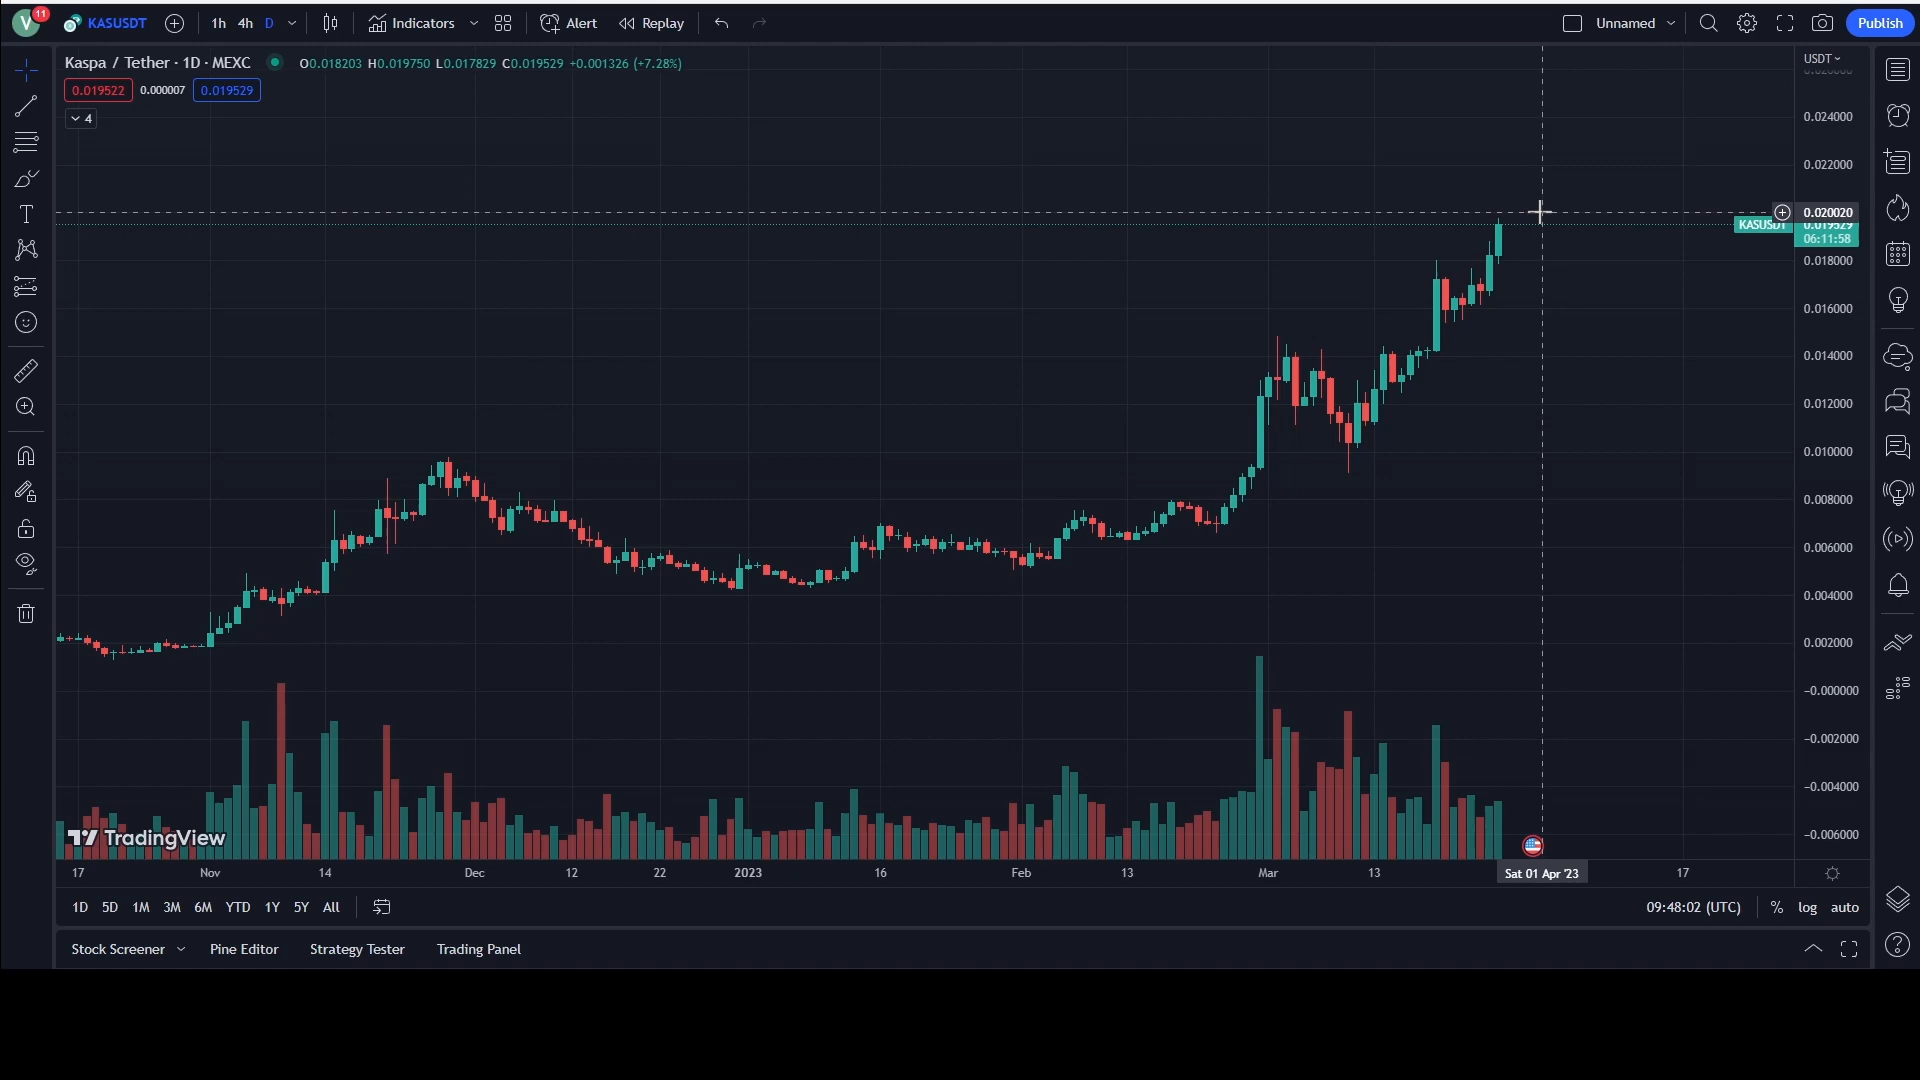 V 11 KASUSDT 1h 4h D Indicators Alert Replay Unnamed Publish
Kaspa / Tether · 1D · MEXC O0.018203 H0.019750 L0.017829 C0.019529 +0.001326 (+7.28%)
USDT
0.019522 0.000007 0.019529
4
0.024000
0.022000
0.020020
KASUSDT 0.019529
06:11:58
0.018000
0.016000
0.014000
0.012000
0.010000
0.008000
0.006000
0.004000
0.002000
−0.000000
−0.002000
−0.004000
−0.006000
TradingView
17 Nov 14 Dec 12 22 2023 16 Feb 13 Mar 13 Sat 01 Apr '23 17
1D 5D 1M 3M 6M YTD 1Y 5Y All 09:48:02 (UTC) % log auto
Stock Screener Pine Editor Strategy Tester Trading Panel